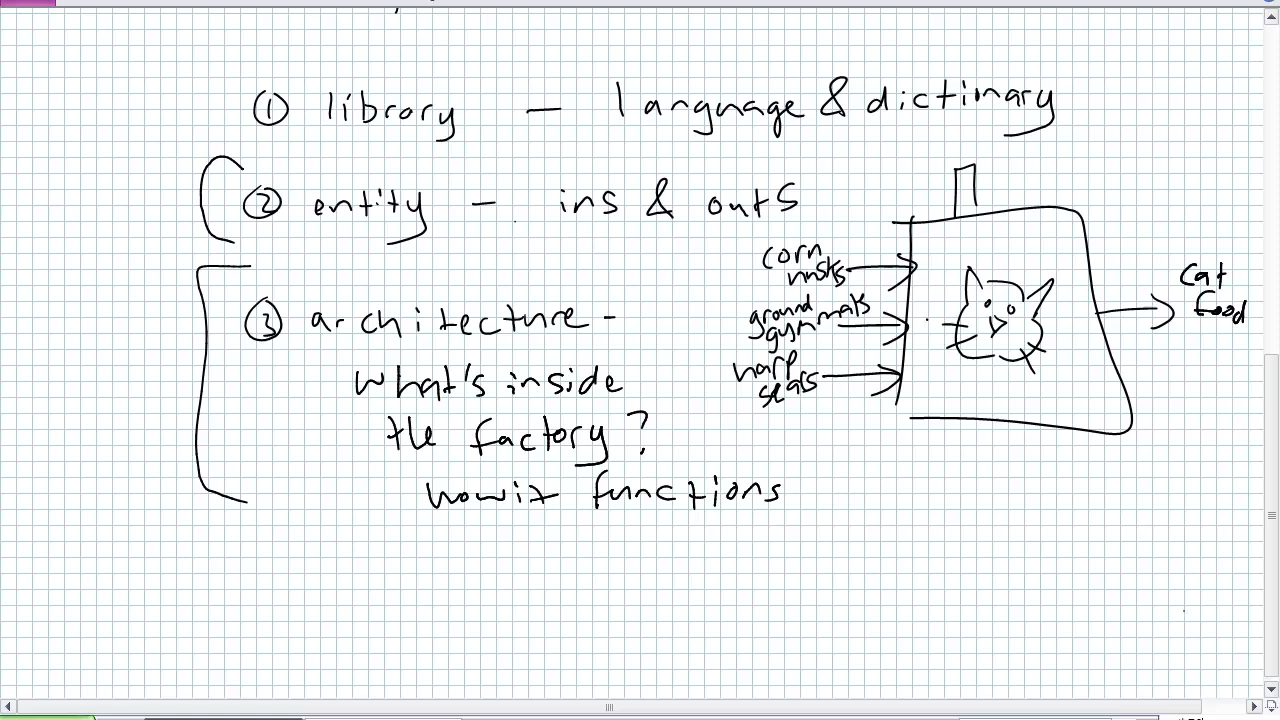 ① library — language & dictinary
② entity — ins & outs
③ architecture -
what's inside
the factory?
how it functions
corn
husks
ground
gym mats
harp
seals
cat
food